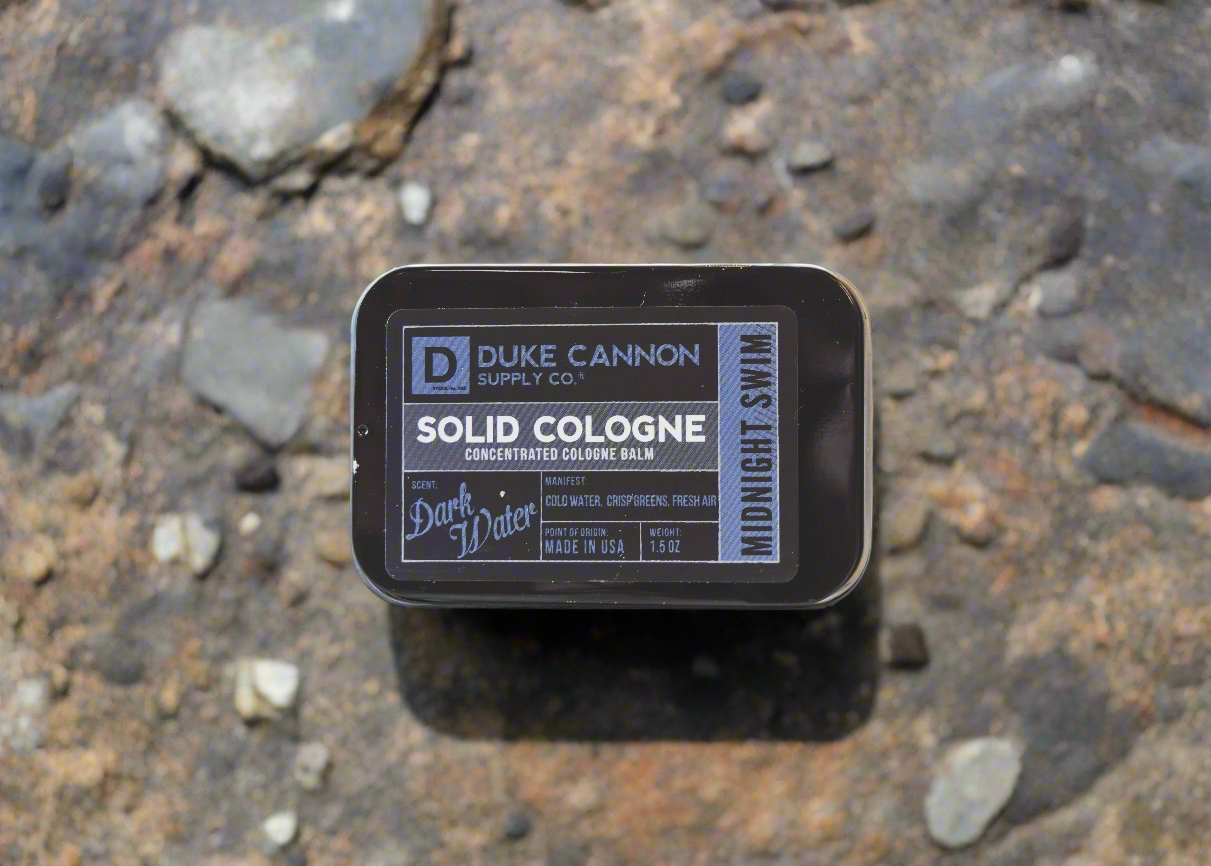 D
DUKE CANNON
SUPPLY CO.®
SOLID COLOGNE
CONCENTRATED COLOGNE BALM
SCENT:
Dark
Water
MANIFEST:
COLD WATER, CRISP GREENS, FRESH AIR
POINT OF ORIGIN:
MADE IN USA
WEIGHT:
1.5 OZ
MIDNIGHT SWIM